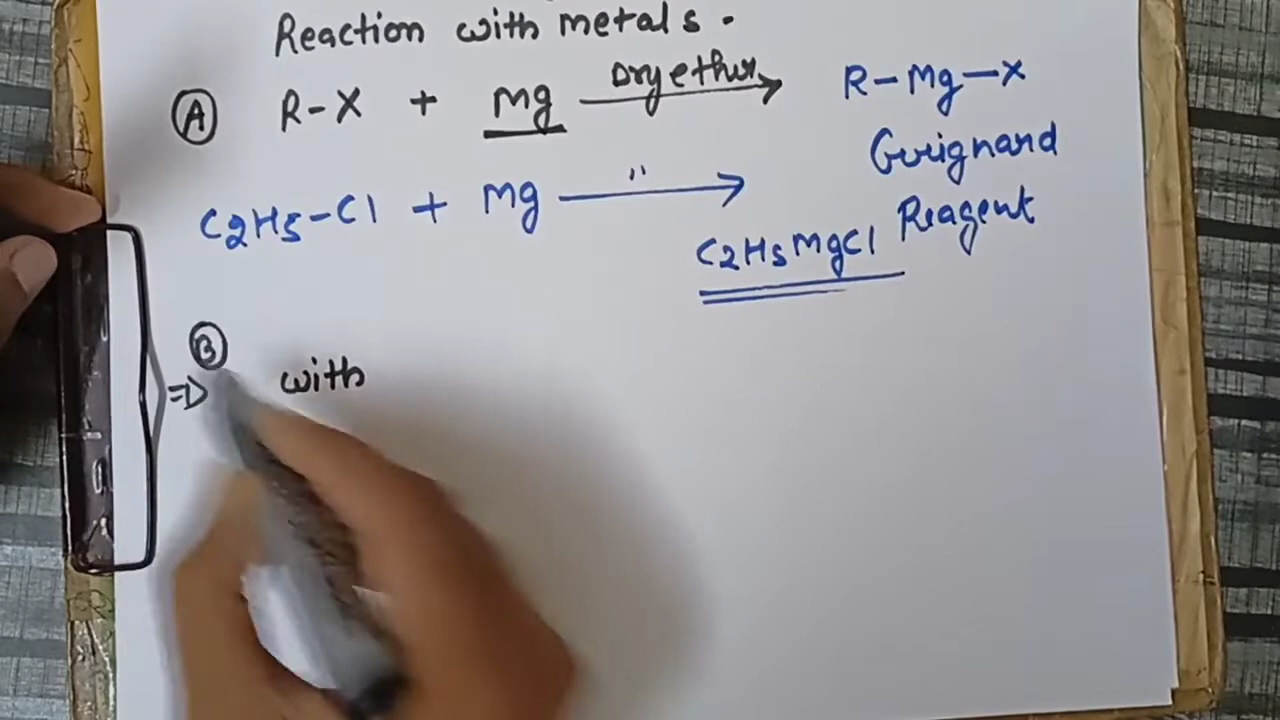 Reaction with metals.
(A) R-X + Mg Dry ether → R-Mg-X
Grignard
C2H5-Cl + Mg ″ → Reagent
C2H5MgCl
(B)
⇒ with